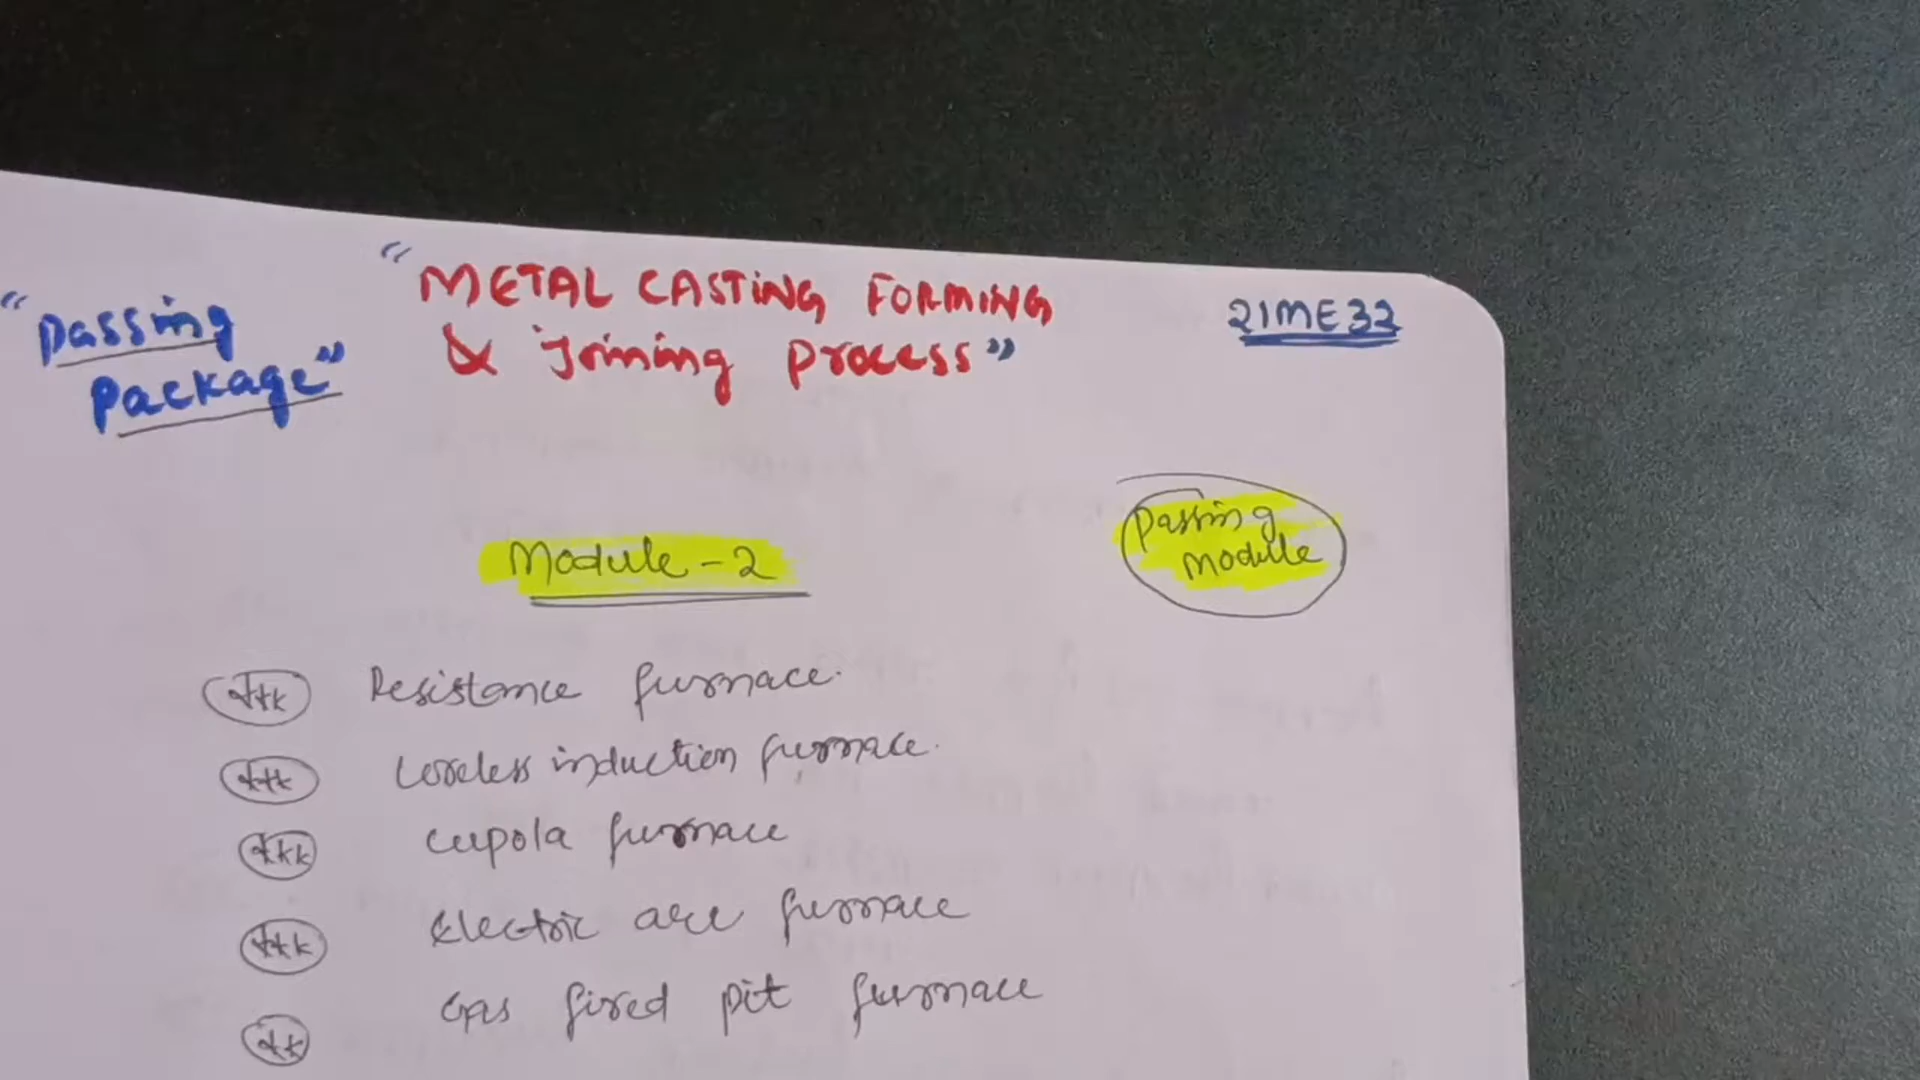 "Passing
Package"
"METAL CASTING FORMING
& Joining process"
21ME32
Module - 2
Passing
module
*** Resistance furnace.
*** Coreless induction furnace.
*** cupola furnace
*** Electric arc furnace
** Gas fired pit furnace